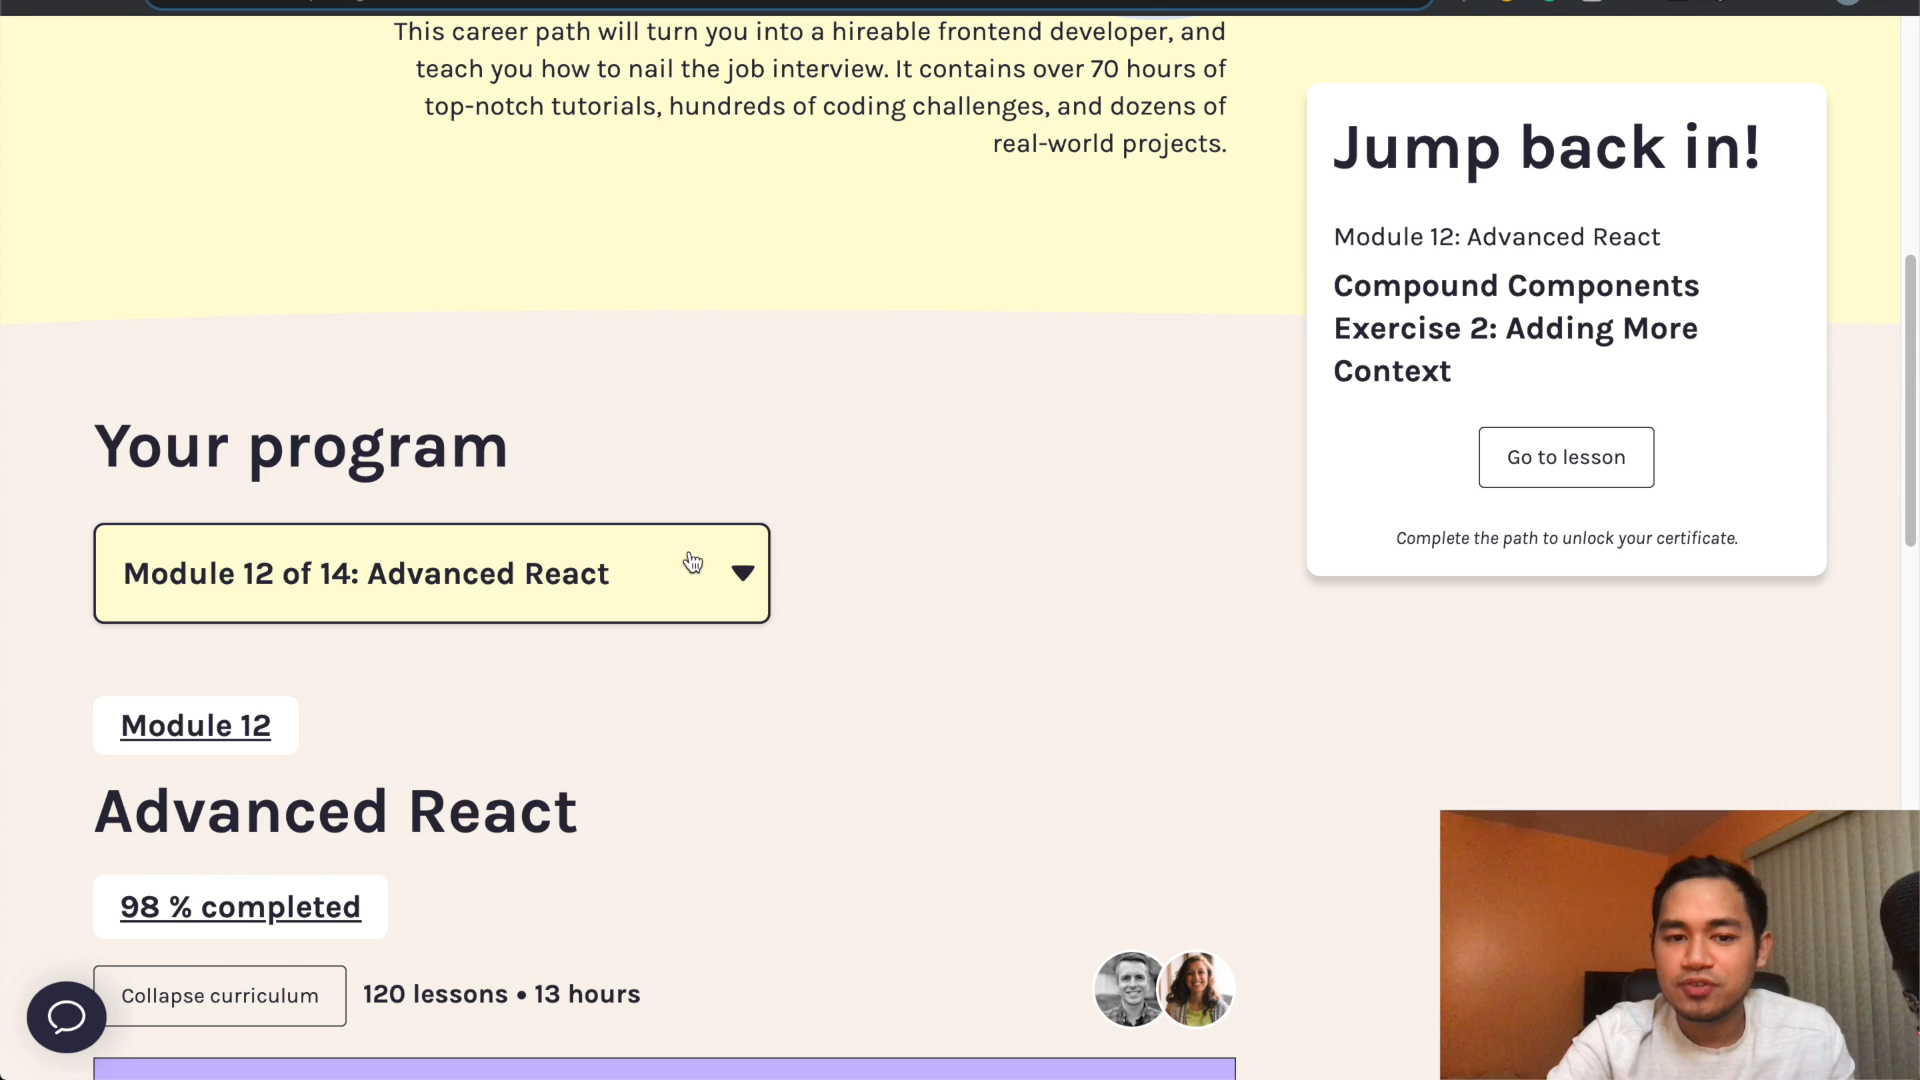 This career path will turn you into a hireable frontend developer, and
teach you how to nail the job interview. It contains over 70 hours of
top-notch tutorials, hundreds of coding challenges, and dozens of
real-world projects.
Jump back in!
Module 12: Advanced React
Compound Components
Exercise 2: Adding More
Context
Go to lesson
Complete the path to unlock your certificate.
Your program
Module 12 of 14: Advanced React
Module 12
Advanced React
98 % completed
Collapse curriculum
120 lessons • 13 hours